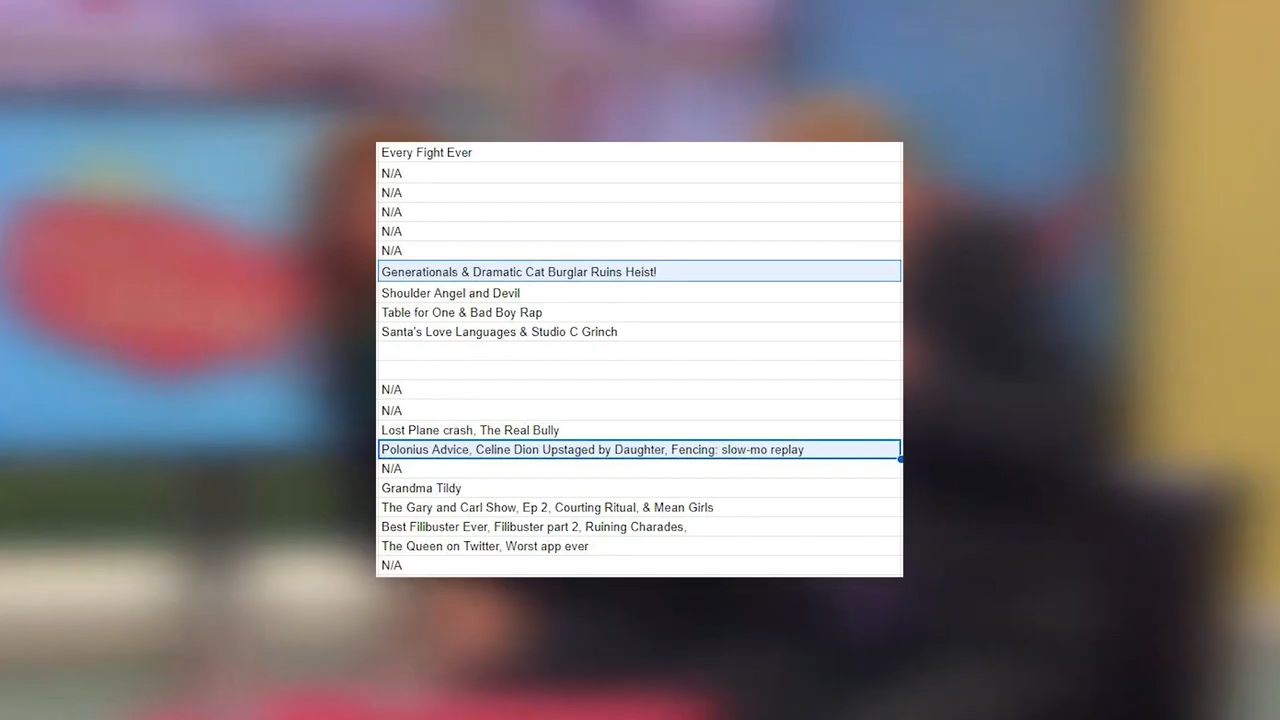 Every Fight Ever
N/A
N/A
N/A
N/A
N/A
Generationals & Dramatic Cat Burglar Ruins Heist!
Shoulder Angel and Devil
Table for One & Bad Boy Rap
Santa's Love Languages & Studio C Grinch
N/A
N/A
Lost Plane crash, The Real Bully
Polonius Advice, Celine Dion Upstaged by Daughter, Fencing: slow-mo replay
N/A
Grandma Tildy
The Gary and Carl Show, Ep 2, Courting Ritual, & Mean Girls
Best Filibuster Ever, Filibuster part 2, Ruining Charades,
The Queen on Twitter, Worst app ever
N/A